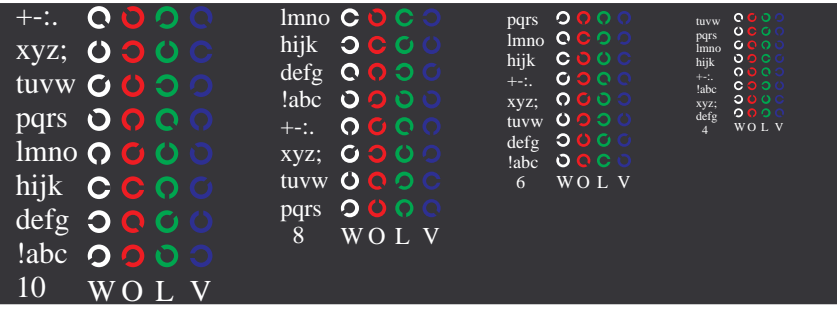 +-:.
xyz;
tuvw
pqrs
lmno
hijk
defg
!abc
10 W O L V
lmno
hijk
defg
!abc
+-:.
xyz;
tuvw
pqrs
8 W O L V
pqrs
lmno
hijk
+-:.
xyz;
tuvw
defg
!abc
6 W O L V
tuvw
pqrs
lmno
hijk
+-:.
!abc
xyz;
defg
4 W O L V